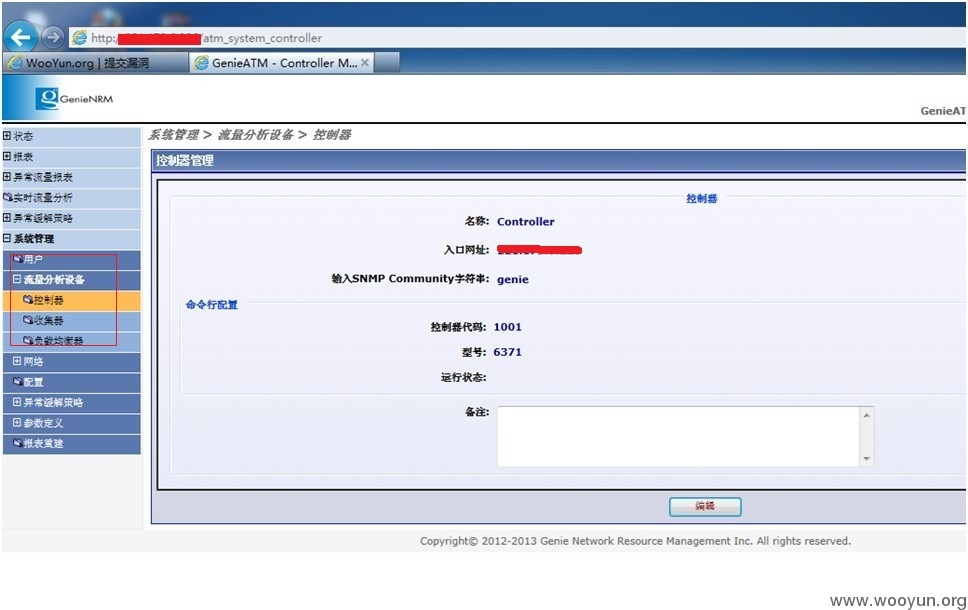 http: /atm_system_controller
WooYun.org | 提交漏洞
GenieATM - Controller M...
GenieNRM
GenieAT
状态
报表
异常流量报表
实时流量分析
异常缓解策略
系统管理
用户
流量分析设备
控制器
收集器
负载均衡器
网络
配置
异常缓解策略
参数定义
报表重建
系统管理 > 流量分析设备 > 控制器
控制器管理
控制器
名称: Controller
入口网址:
输入SNMP Community字符串: genie
命令行配置
控制器代码: 1001
型号: 6371
运行状态:
备注:
编辑
Copyright© 2012-2013 Genie Network Resource Management Inc. All rights reserved.
www.wooyun.org